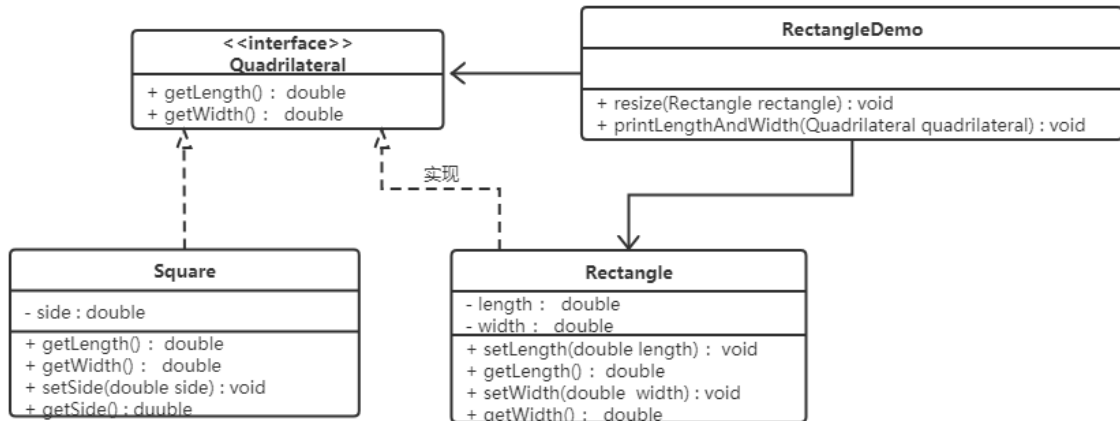 <<interface>>
Quadrilateral
+ getLength() : double
+ getWidth() : double
RectangleDemo
+ resize(Rectangle rectangle) : void
+ printLengthAndWidth(Quadrilateral quadrilateral) : void
实现
Square
- side : double
+ getLength() : double
+ getWidth() : double
+ setSide(double side) : void
+ getSide() : duuble
Rectangle
- length : double
- width : double
+ setLength(double length) : void
+ getLength() : double
+ setWidth(double width) : void
+ getWidth() : double